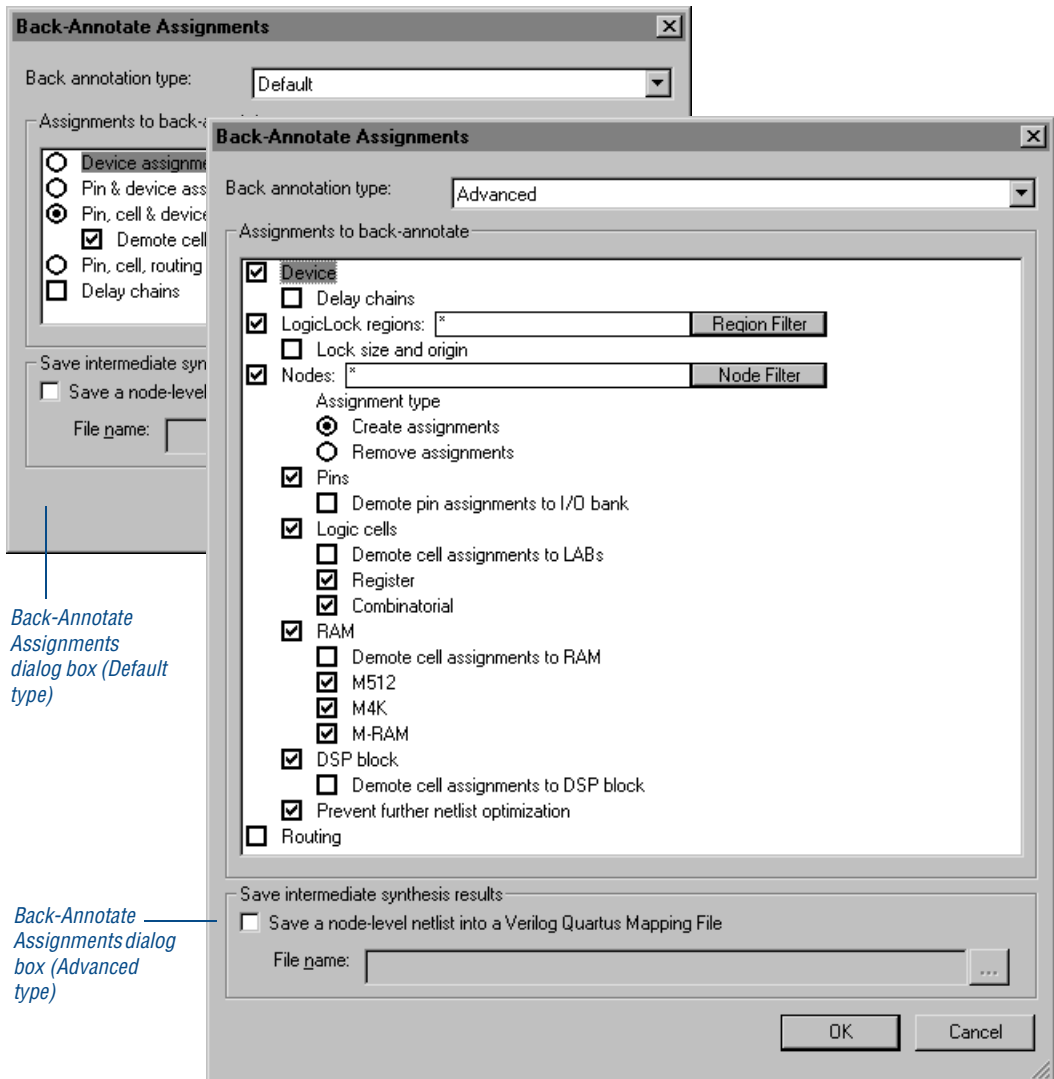 Back-Annotate Assignments
Back annotation type:
Default
Assignments to back-
Device assignme
Pin & device ass
Pin, cell & device
Demote cell
Pin, cell, routing
Delay chains
Save intermediate syn
Save a node-level
File name:
Back-Annotate
Assignments
dialog box (Default
type)
Back-Annotate Assignments
Back annotation type:
Advanced
Assignments to back-annotate
Device
Delay chains
LogicLock regions: * Region Filter
Lock size and origin
Nodes: * Node Filter
Assignment type
Create assignments
Remove assignments
Pins
Demote pin assignments to I/O bank
Logic cells
Demote cell assignments to LABs
Register
Combinatorial
RAM
Demote cell assignments to RAM
M512
M4K
M-RAM
DSP block
Demote cell assignments to DSP block
Prevent further netlist optimization
Routing
Save intermediate synthesis results
Save a node-level netlist into a Verilog Quartus Mapping File
File name: ...
OK Cancel
Back-Annotate
Assignments dialog
box (Advanced
type)